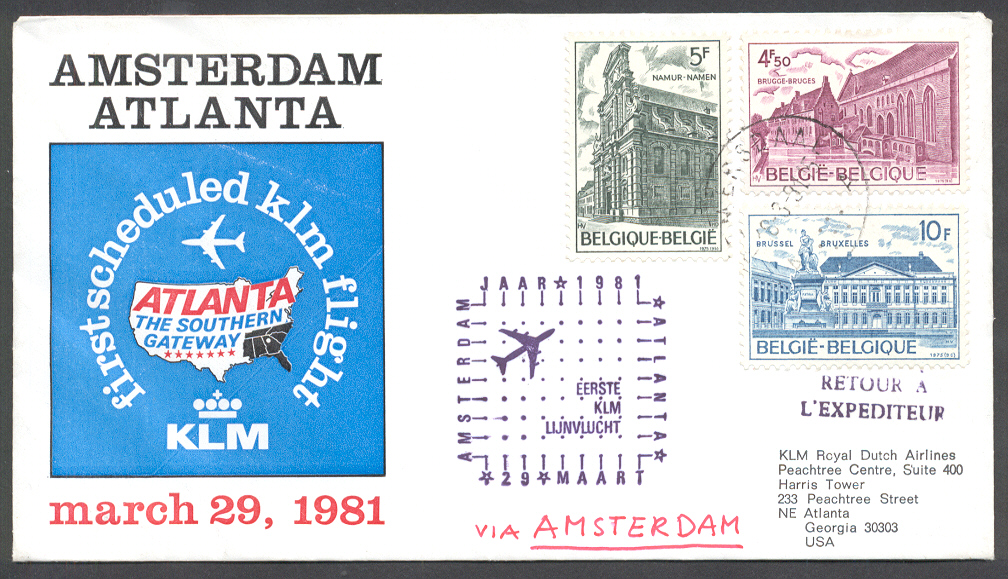 AMSTERDAM
ATLANTA
first scheduled klm flight
ATLANTA
THE SOUTHERN
GATEWAY
KLM
march 29, 1981
5F
NAMUR-NAMEN
BELGIQUE-BELGIË
4F50
BRUGGE-BRUGES
BELGIË-BELGIQUE
10F
BRUSSEL BRUXELLES
BELGIË-BELGIQUE
JAAR 1981
AMSTERDAM
ATLANTA
EERSTE
KLM
LIJNVLUCHT
29 MAART
VIA AMSTERDAM
RETOUR À
L'EXPEDITEUR
KLM Royal Dutch Airlines
Peachtree Centre, Suite 400
Harris Tower
233 Peachtree Street
NE Atlanta
Georgia 30303
USA